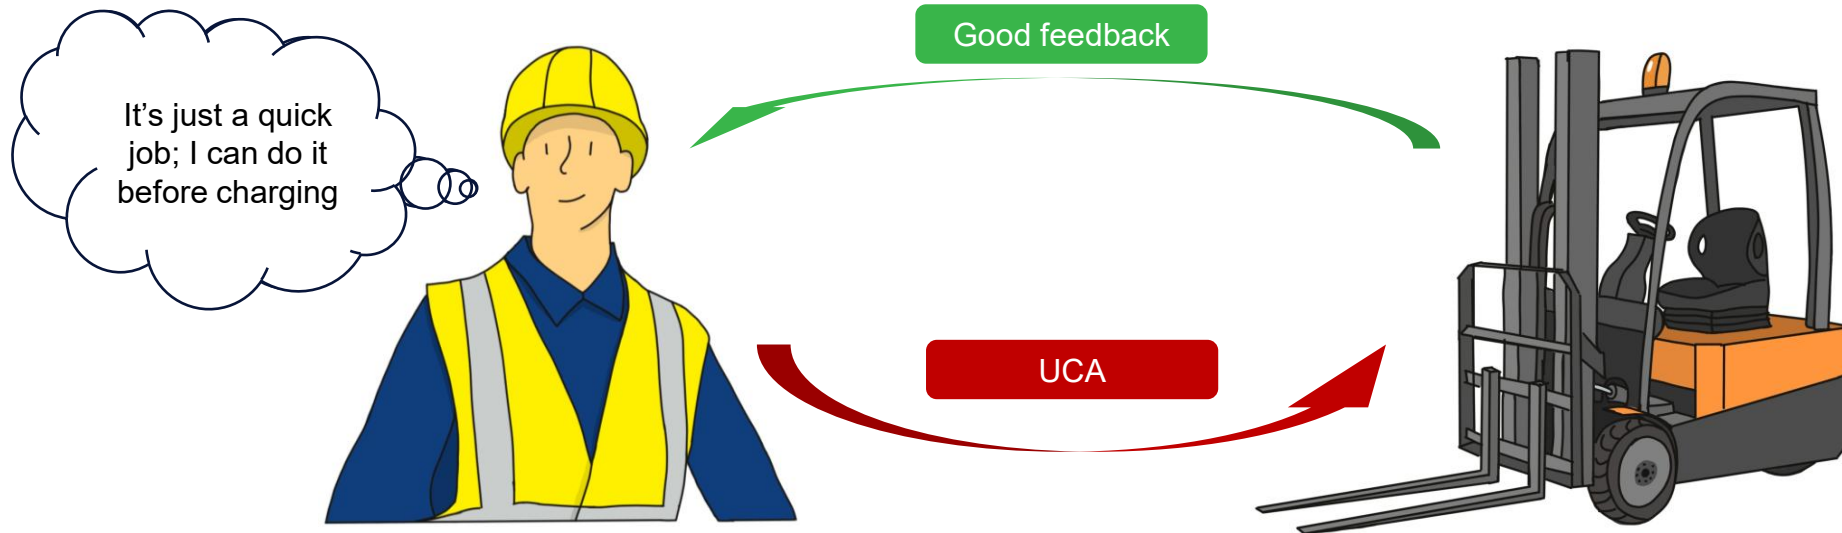 Good feedback
It’s just a quick
job; I can do it
before charging
UCA